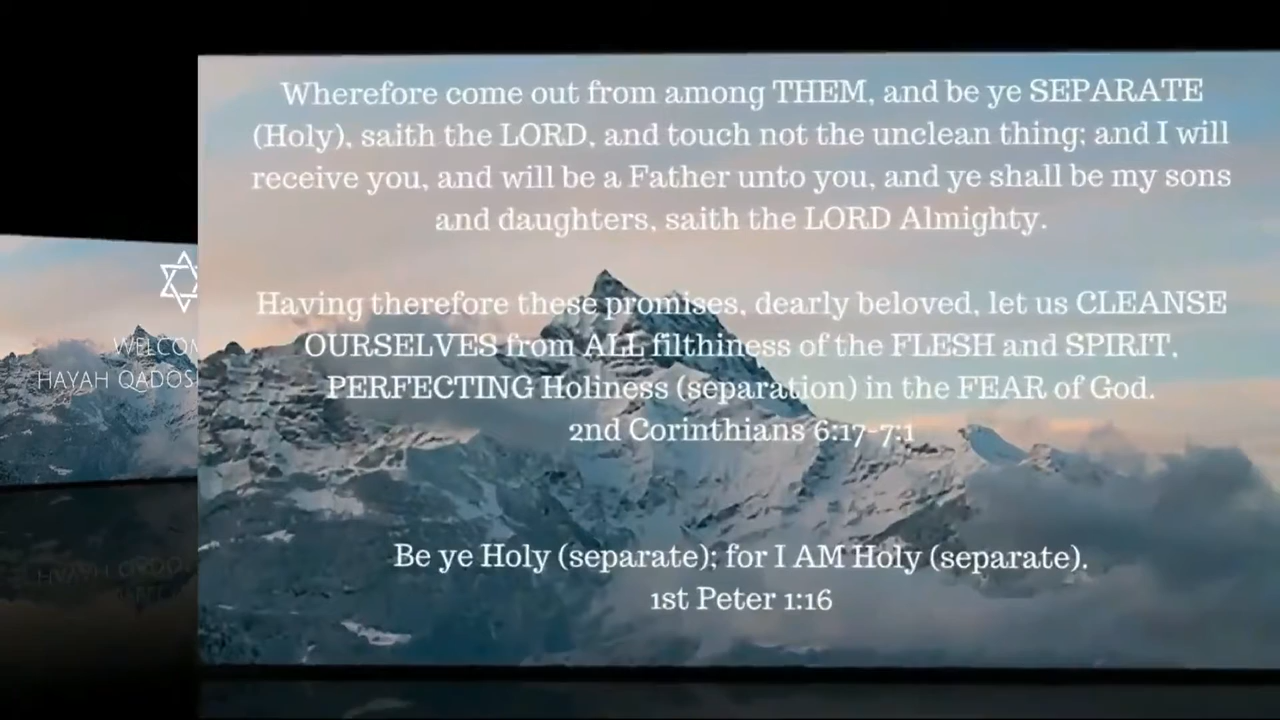 Wherefore come out from among THEM, and be ye SEPARATE
(Holy), saith the LORD, and touch not the unclean thing; and I will
receive you, and will be a Father unto you, and ye shall be my sons
and daughters, saith the LORD Almighty.
Having therefore these promises, dearly beloved, let us CLEANSE
OURSELVES from ALL filthiness of the FLESH and SPIRIT,
PERFECTING Holiness (separation) in the FEAR of God.
2nd Corinthians 6:17-7:1
Be ye Holy (separate); for I AM Holy (separate).
1st Peter 1:16
HAYAH